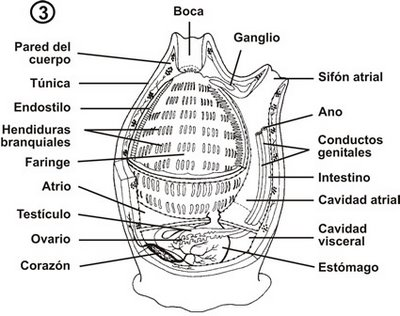 3
Boca
Ganglio
Pared del
cuerpo
Túnica
Endostilo
Hendiduras
branquiales
Faringe
Atrio
Testículo
Ovario
Corazón
Sifón atrial
Ano
Conductos
genitales
Intestino
Cavidad atrial
Cavidad
visceral
Estómago